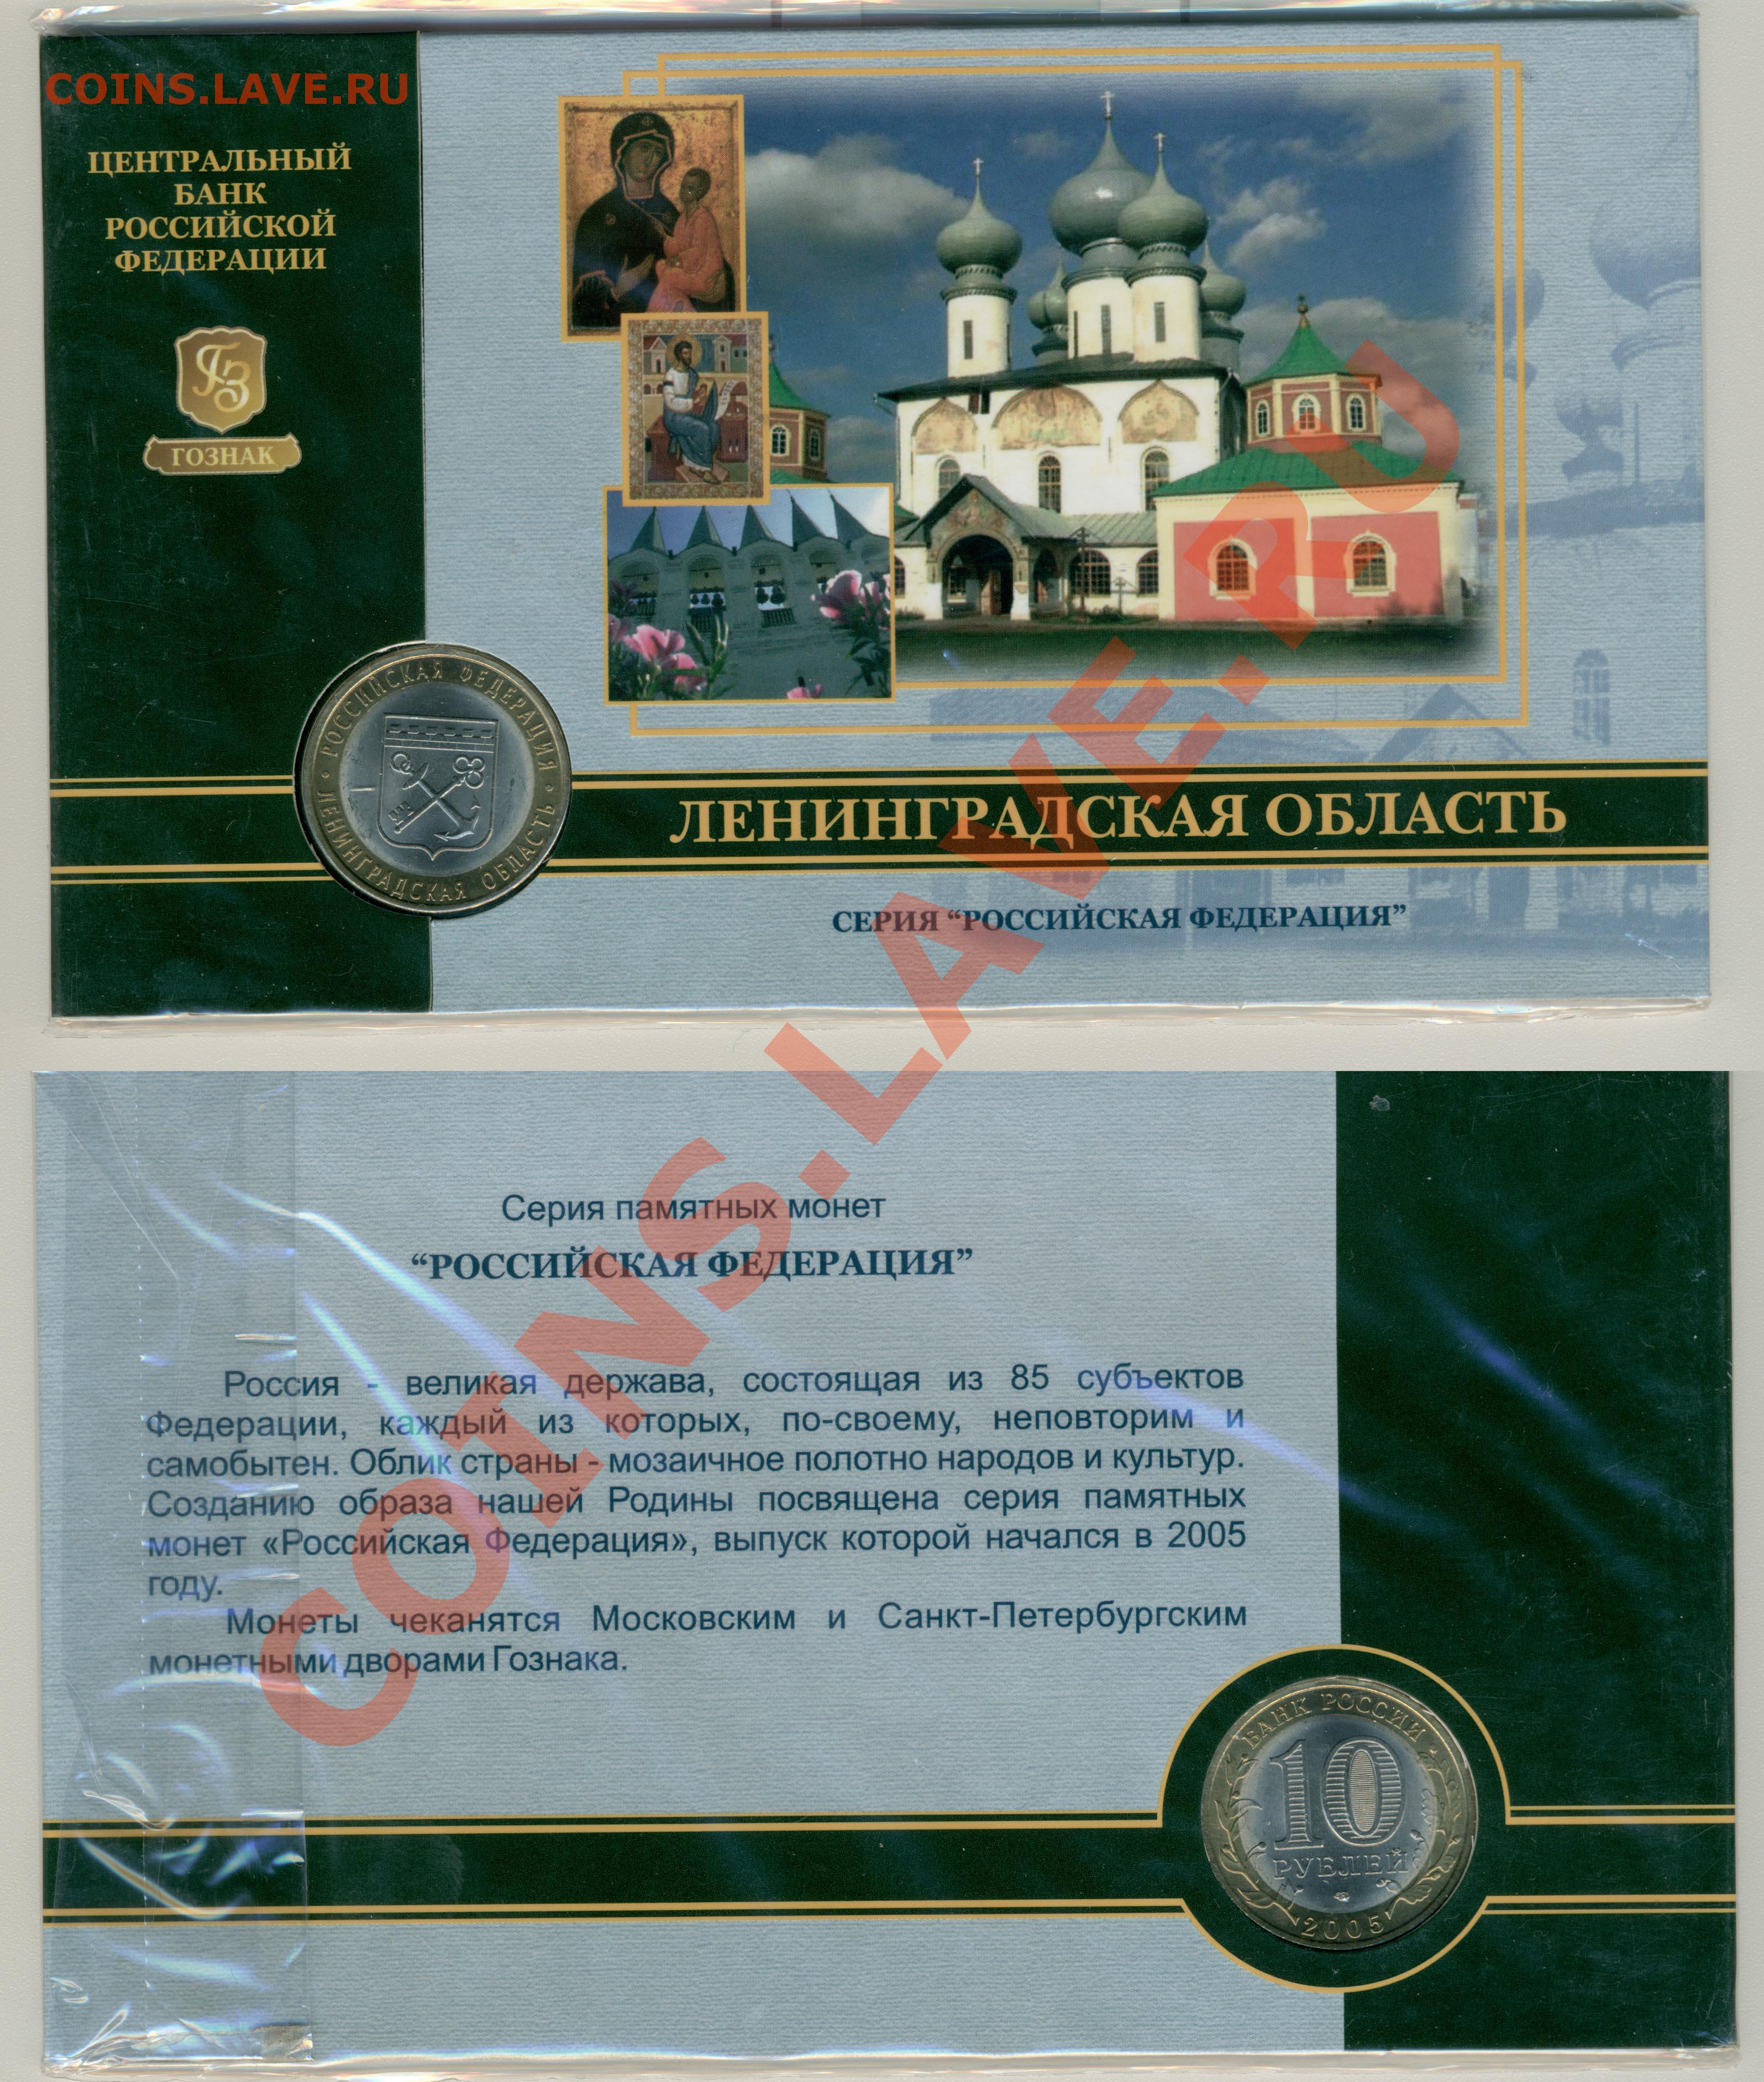 COINS.LAVE.RU
ЦЕНТРАЛЬНЫЙ
БАНК
РОССИЙСКОЙ
ФЕДЕРАЦИИ
ГЗ
ГОЗНАК
РОССИЙСКАЯ ФЕДЕРАЦИЯ
ЛЕНИНГРАДСКАЯ ОБЛАСТЬ
ЛЕНИНГРАДСКАЯ ОБЛАСТЬ
СЕРИЯ “РОССИЙСКАЯ ФЕДЕРАЦИЯ”
COINS.LAVE.RU
Серия памятных монет
“РОССИЙСКАЯ ФЕДЕРАЦИЯ”
Россия - великая держава, состоящая из 85 субъектов
Федерации, каждый из которых, по-своему, неповторим и
самобытен. Облик страны - мозаичное полотно народов и культур.
Созданию образа нашей Родины посвящена серия памятных
монет «Российская Федерация», выпуск которой начался в 2005
году.
Монеты чеканятся Московским и Санкт-Петербургским
монетными дворами Гознака.
БАНК РОССИИ
10
РУБЛЕЙ
2005